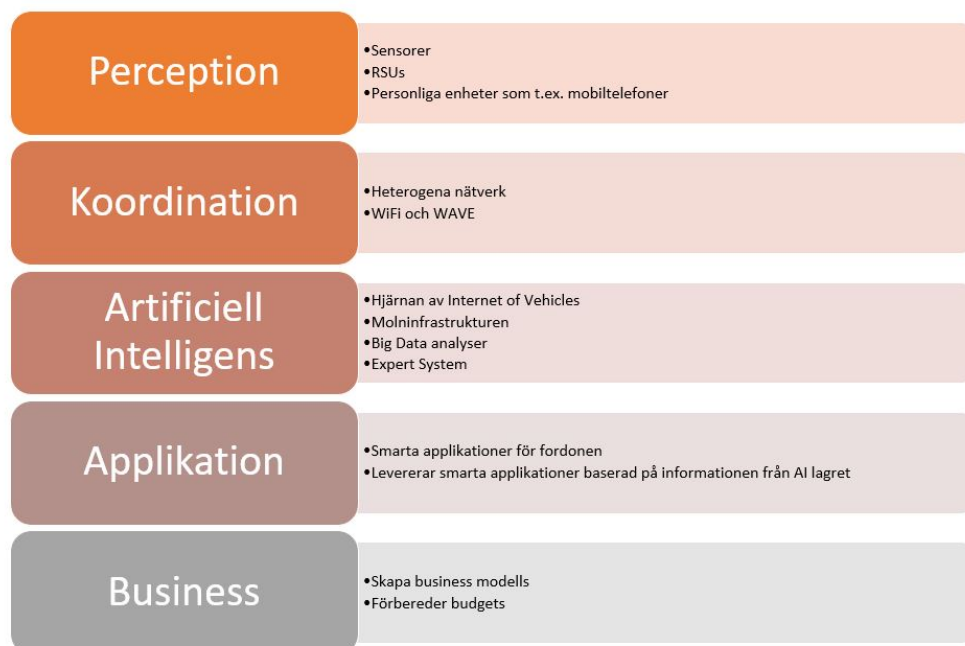 Perception
•Sensorer
•RSUs
•Personliga enheter som t.ex. mobiltelefoner
Koordination
•Heterogena nätverk
•WiFi och WAVE
Artificiell
Intelligens
•Hjärnan av Internet of Vehicles
•Molninfrastrukturen
•Big Data analyser
•Expert System
Applikation
•Smarta applikationer för fordonen
•Levererar smarta applikationer baserad på informationen från AI lagret
Business
•Skapa business modells
•Förbereder budgets